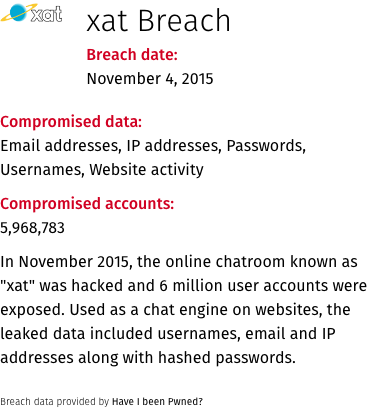 xat
xat Breach
Breach date:
November 4, 2015
Compromised data:
Email addresses, IP addresses, Passwords,
Usernames, Website activity
Compromised accounts:
5,968,783
In November 2015, the online chatroom known as
"xat" was hacked and 6 million user accounts were
exposed. Used as a chat engine on websites, the
leaked data included usernames, email and IP
addresses along with hashed passwords.
Breach data provided by Have I been Pwned?